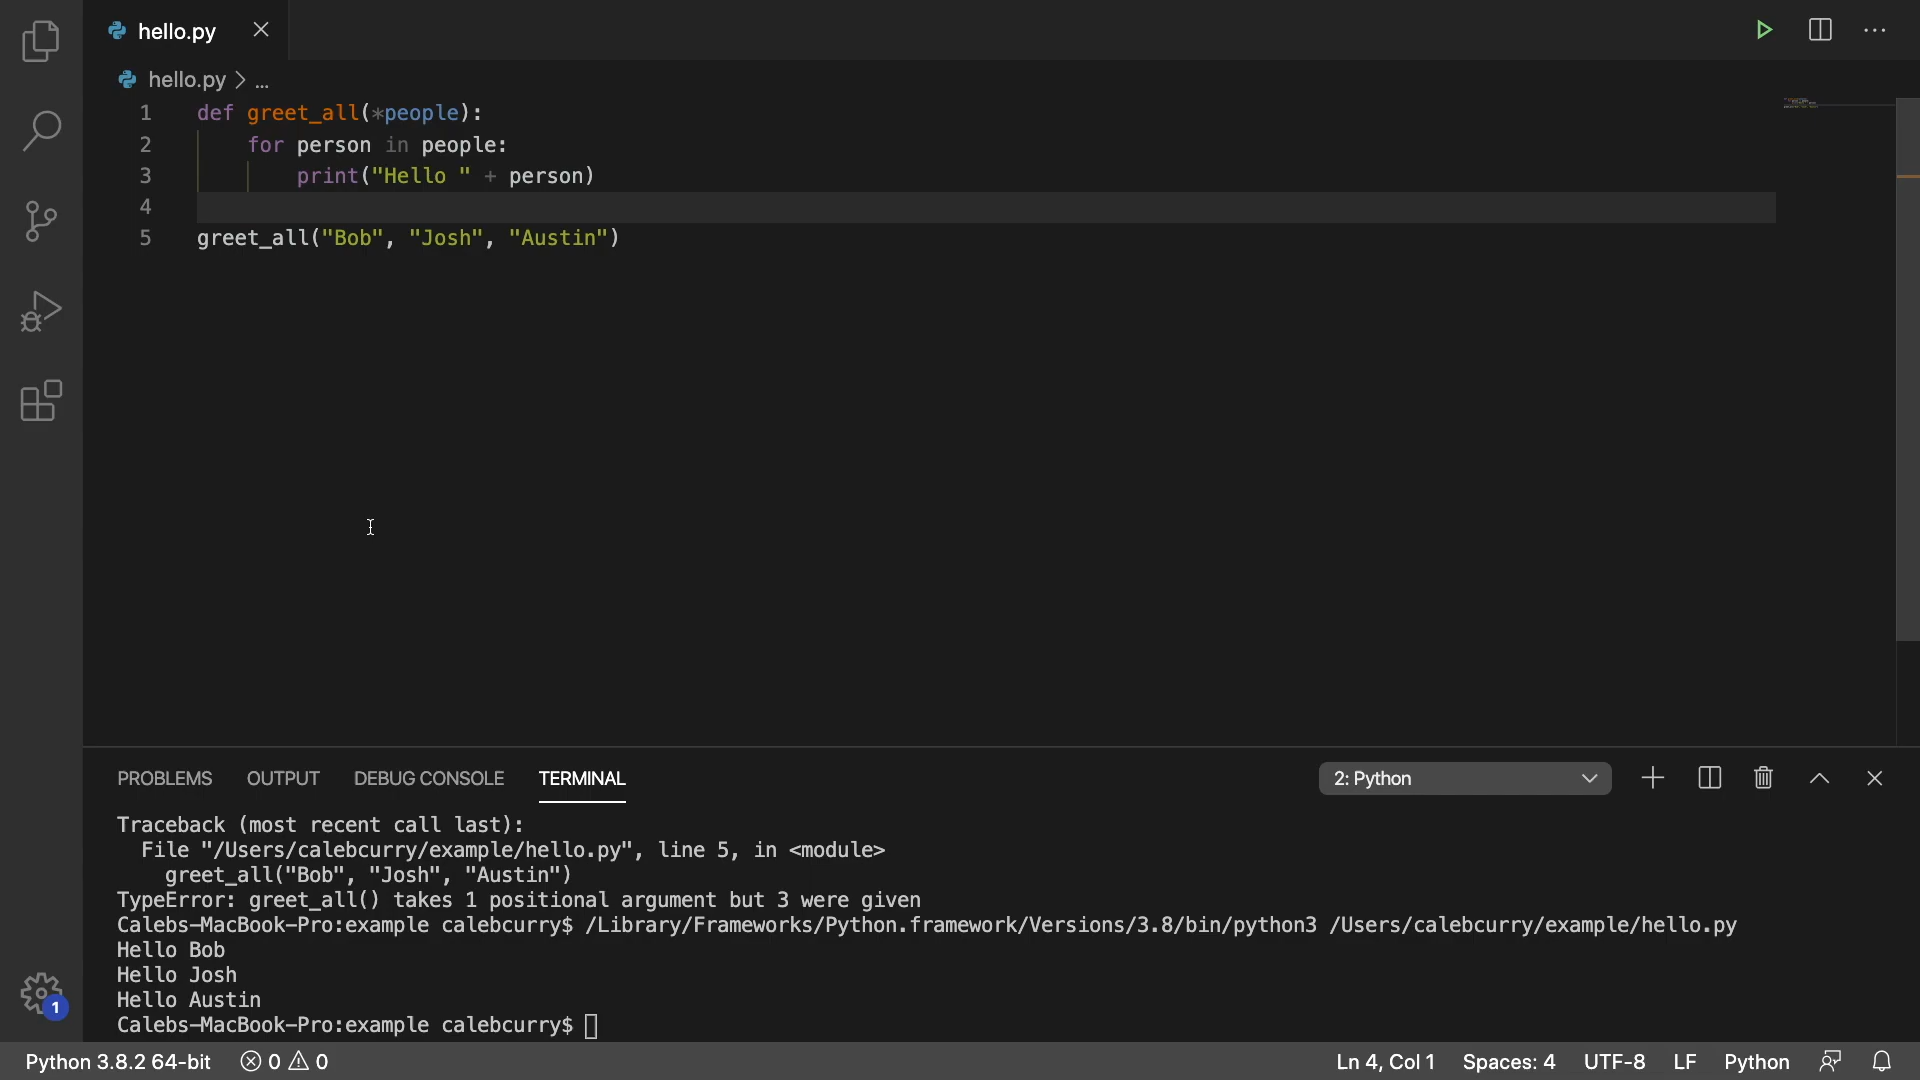 hello.py
hello.py > ...
1 def greet_all(*people):
2     for person in people:
3         print("Hello " + person)
4
5 greet_all("Bob", "Josh", "Austin")
PROBLEMS OUTPUT DEBUG CONSOLE TERMINAL 2: Python
Traceback (most recent call last):
  File "/Users/calebcurry/example/hello.py", line 5, in <module>
    greet_all("Bob", "Josh", "Austin")
TypeError: greet_all() takes 1 positional argument but 3 were given
Calebs-MacBook-Pro:example calebcurry$ /Library/Frameworks/Python.framework/Versions/3.8/bin/python3 /Users/calebcurry/example/hello.py
Hello Bob
Hello Josh
Hello Austin
Calebs-MacBook-Pro:example calebcurry$
1
Python 3.8.2 64-bit 0 0 Ln 4, Col 1 Spaces: 4 UTF-8 LF Python